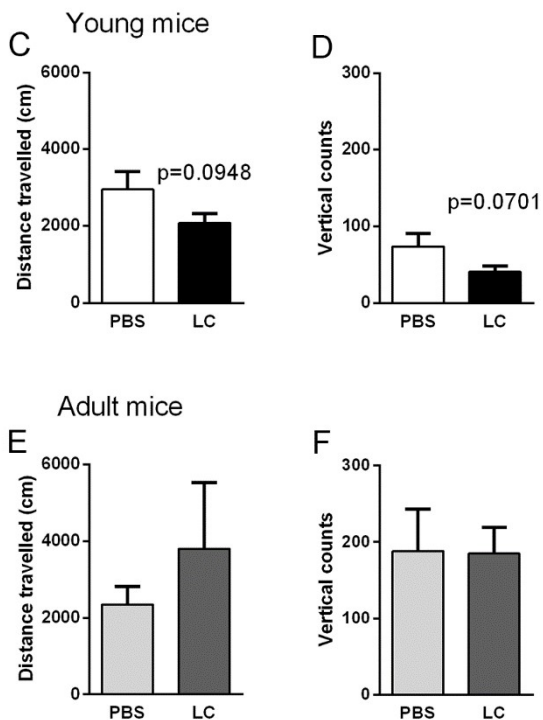 Young mice
C
D
Distance travelled (cm)
6000
4000
2000
0
p=0.0948
PBS
LC
Vertical counts
300
200
100
0
p=0.0701
PBS
LC
Adult mice
E
F
Distance travelled (cm)
6000
4000
2000
0
PBS
LC
Vertical counts
300
200
100
0
PBS
LC